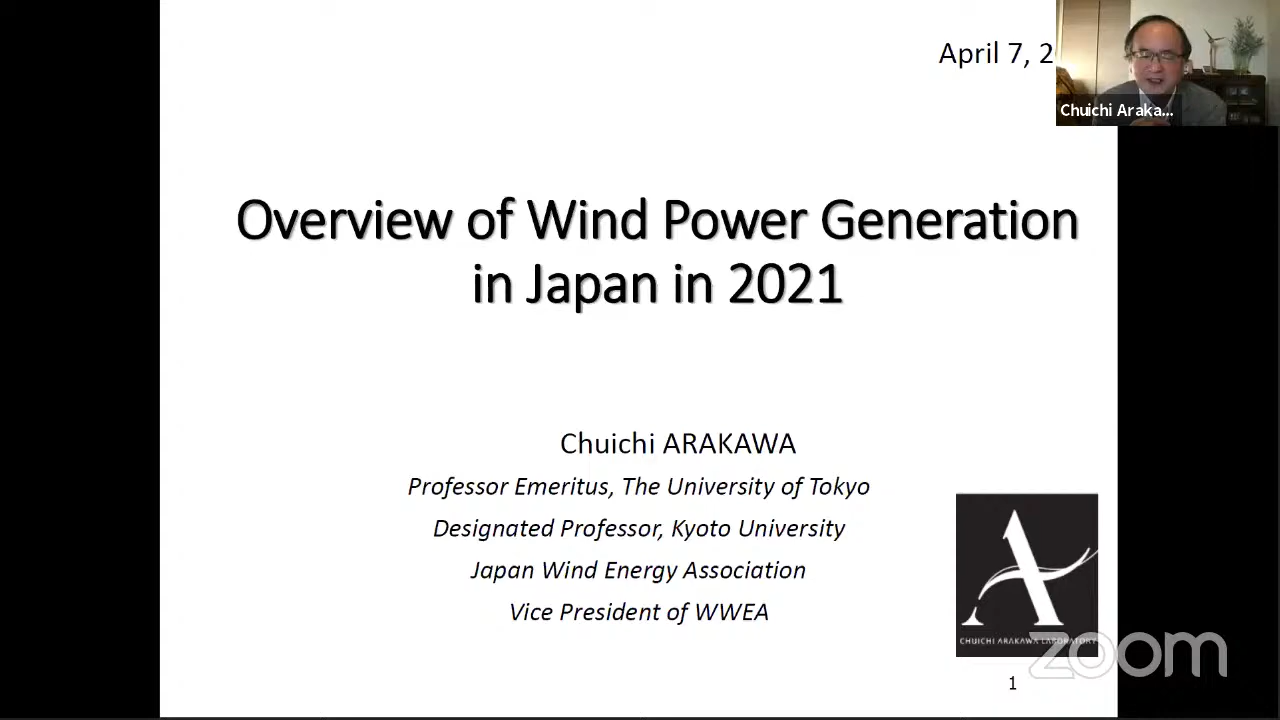 April 7, 2
Chuichi Araka...
Overview of Wind Power Generation
in Japan in 2021
Chuichi ARAKAWA
Professor Emeritus, The University of Tokyo
Designated Professor, Kyoto University
Japan Wind Energy Association
Vice President of WWEA
CHUICHI ARAKAWA LABORATORY
zoom
1